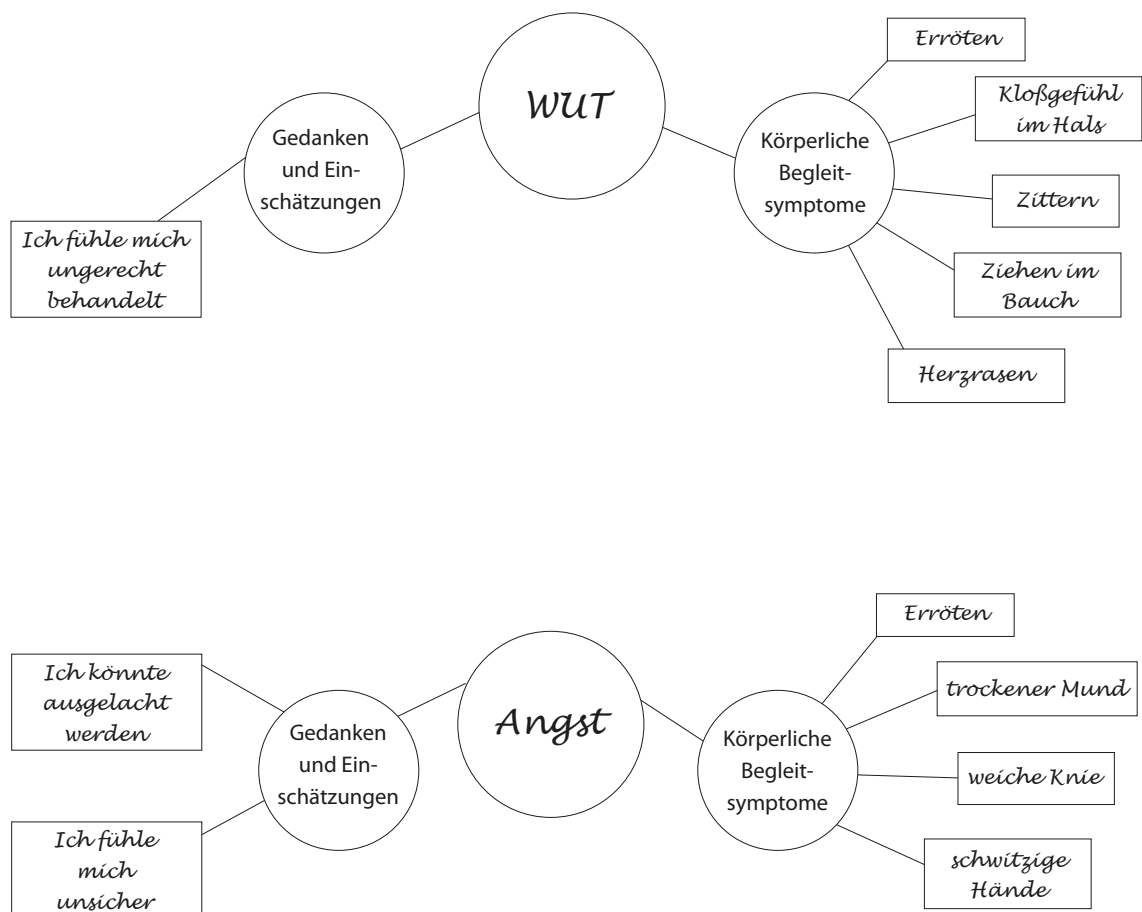 WUT
Gedanken
und Ein-
schätzungen
Ich fühle mich
ungerecht
behandelt
Körperliche
Begleit-
symptome
Erröten
Kloßgefühl
im Hals
Zittern
Ziehen im
Bauch
Herzrasen
Angst
Gedanken
und Ein-
schätzungen
Ich könnte
ausgelacht
werden
Ich fühle
mich
unsicher
Körperliche
Begleit-
symptome
Erröten
trockener Mund
weiche Knie
schwitzige
Hände